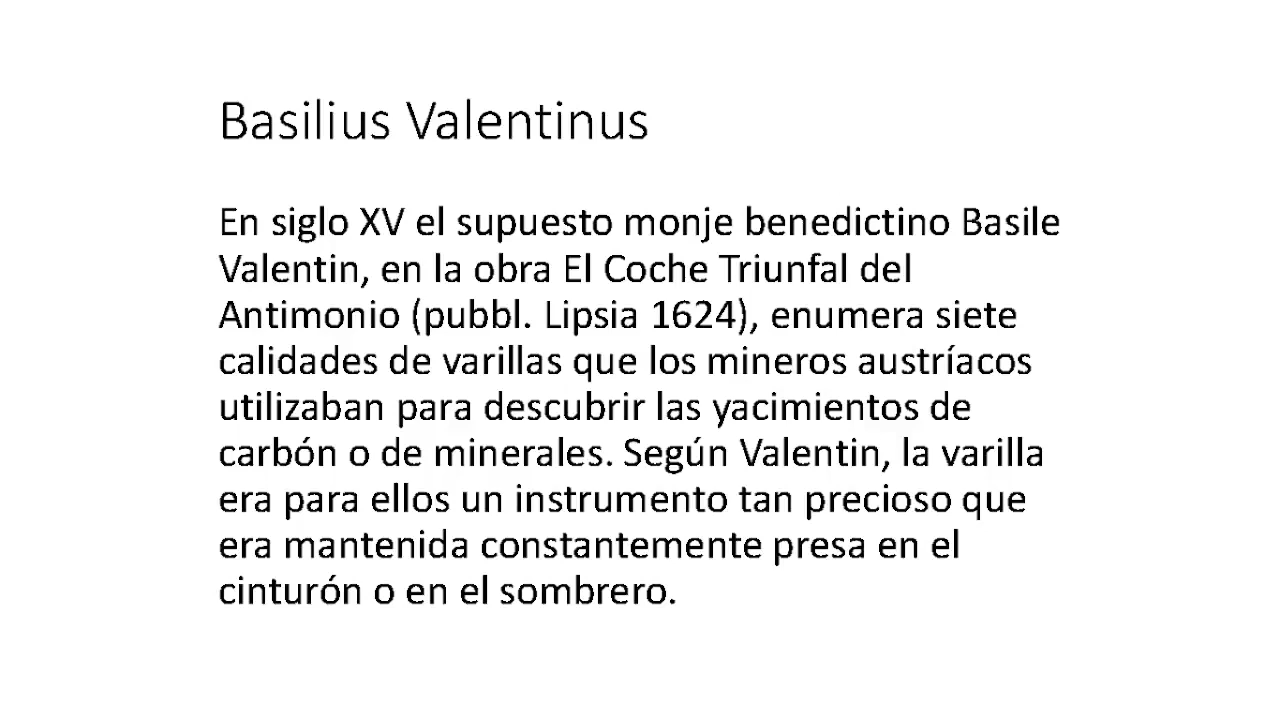 Basilius Valentinus
En siglo XV el supuesto monje benedictino Basile
Valentin, en la obra El Coche Triunfal del
Antimonio (pubbl. Lipsia 1624), enumera siete
calidades de varillas que los mineros austríacos
utilizaban para descubrir las yacimientos de
carbón o de minerales. Según Valentin, la varilla
era para ellos un instrumento tan precioso que
era mantenida constantemente presa en el
cinturón o en el sombrero.